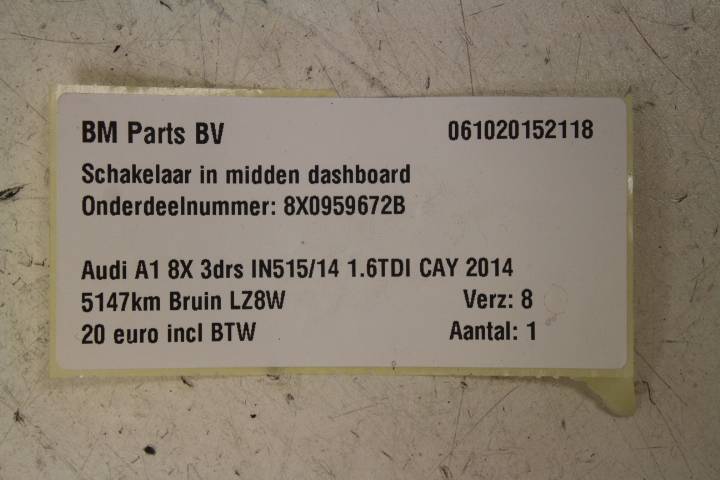 BM Parts BV 061020152118
Schakelaar in midden dashboard
Onderdeelnummer: 8X0959672B
Audi A1 8X 3drs IN515/14 1.6TDI CAY 2014
5147km Bruin LZ8W Verz: 8
20 euro incl BTW Aantal: 1